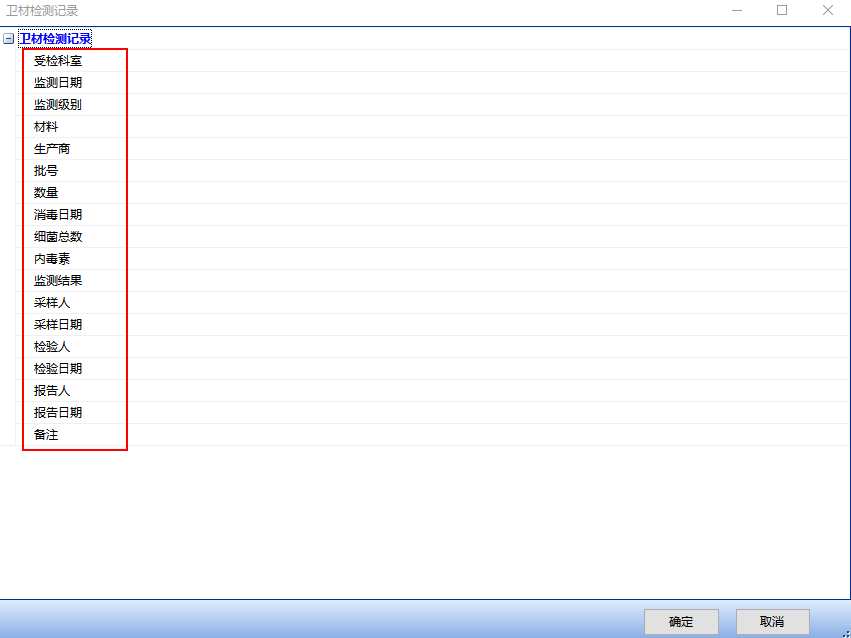 卫材检测记录
卫材检测记录
受检科室
监测日期
监测级别
材料
生产商
批号
数量
消毒日期
细菌总数
内毒素
监测结果
采样人
采样日期
检验人
检验日期
报告人
报告日期
备注
确定
取消